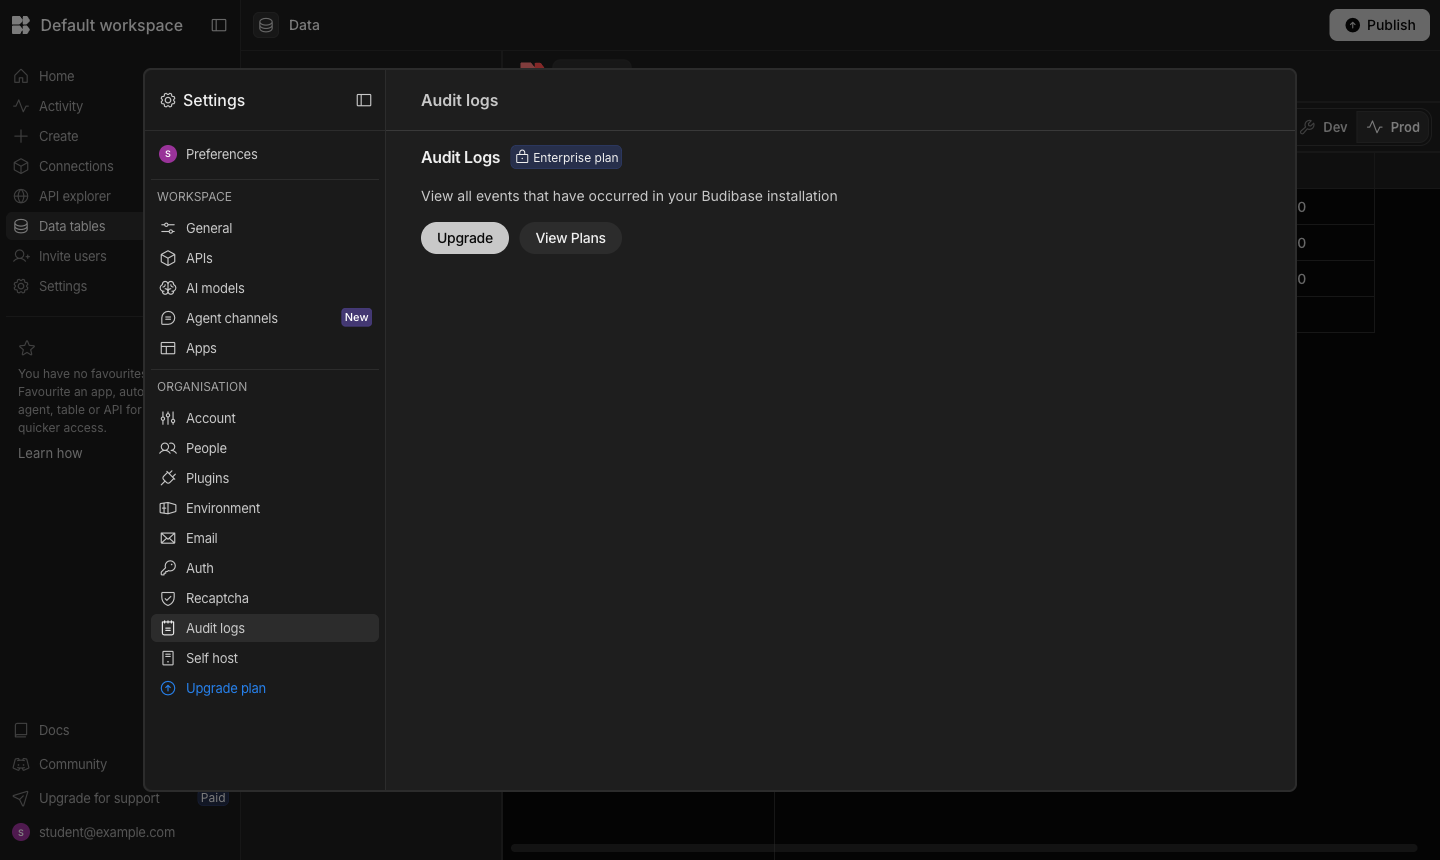 Default workspace
Data
Publish
Home
Activity
Create
Connections
API explorer
Data tables
Invite users
Settings
You have no favourites
Favourite an app, auto
agent, table or API for
quicker access.
Learn how
Docs
Community
Upgrade for support
Paid
S
student@example.com
Settings
S
Preferences
WORKSPACE
General
APIs
AI models
Agent channels
New
Apps
ORGANISATION
Account
People
Plugins
Environment
Email
Auth
Recaptcha
Audit logs
Self host
Upgrade plan
Audit logs
Audit Logs
Enterprise plan
View all events that have occurred in your Budibase installation
Upgrade
View Plans
Dev
Prod
0
0
0